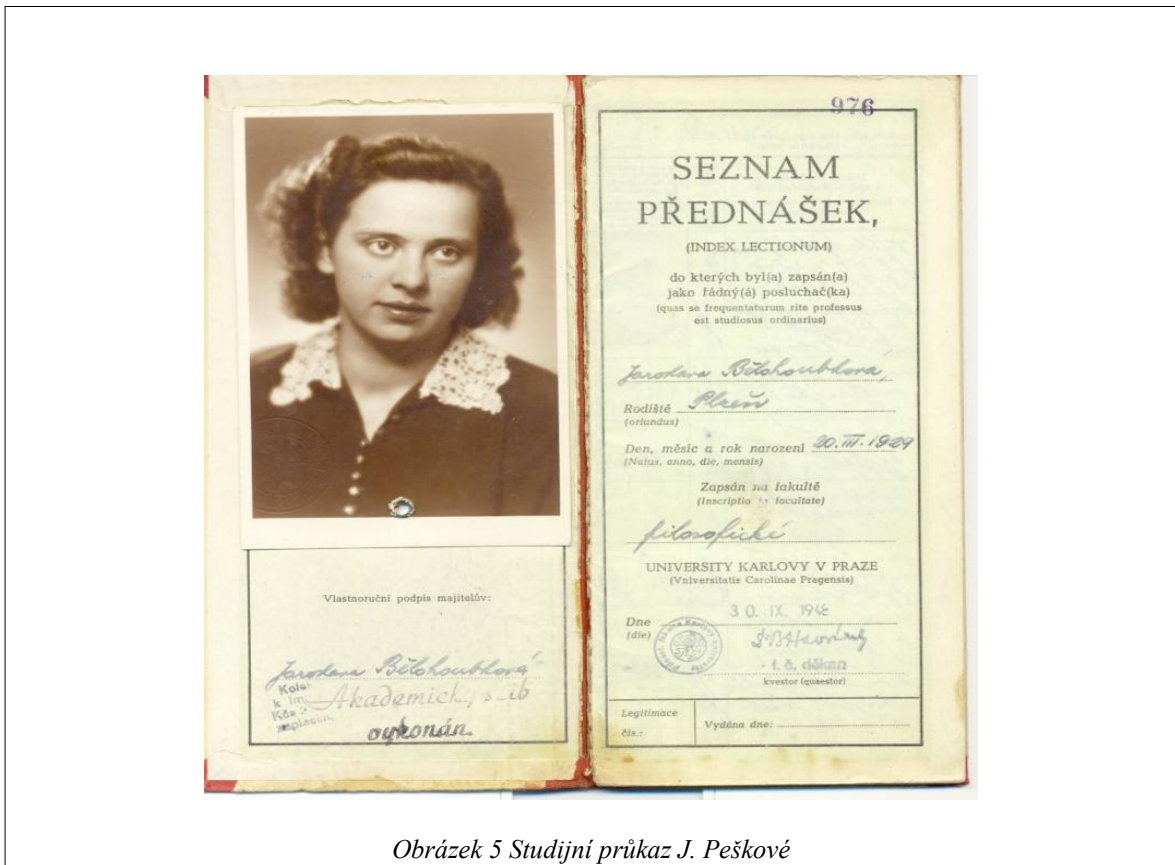 Vlastnoruční podpis majitelův:
Jaroslava Bělohoubková
Akademický slib
vykonán.
976
SEZNAM
PŘEDNÁŠEK,
(INDEX LECTIONUM)
do kterých byl(a) zapsán(a)
jako řádný(á) posluchač(ka)
(quas se frequentaturum rite professus
est studiosus ordinarius)
Jaroslava Bělohoubková,
Rodiště Plzeň
(oriundus)
Den, měsíc a rok narození 20. III. 1929
(Natus, anno, die, mensis)
Zapsán na fakultě
(Inscriptio in facultate)
filosofické
UNIVERSITY KARLOVY V PRAZE
(Vniversitatis Carolinae Pragensis)
Dne 30. IX. 1948
(die)
t. č. děkan
kvestor (quaestor)
Legitimace
čís.:
Vydána dne:
Obrázek 5 Studijní průkaz J. Peškové